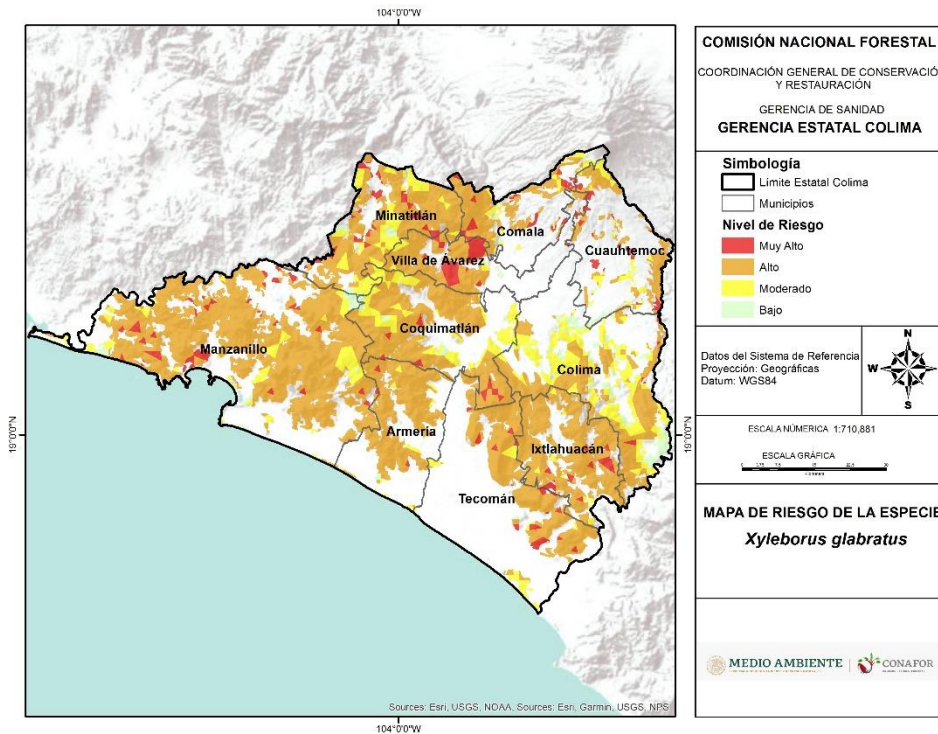 104°0'0"W
Minatitlán
Comala
Cuauhtemoc
Villa de Ávarez
Coquimatlán
Manzanillo
Colima
Armería
Ixtlahuacán
Tecomán
19°0'0"N
19°0'0"N
Sources: Esri, USGS, NOAA, Sources: Esri, Garmin, USGS, NPS
104°0'0"W
COMISIÓN NACIONAL FORESTAL
COORDINACIÓN GENERAL DE CONSERVACIÓ
Y RESTAURACIÓN
GERENCIA DE SANIDAD
GERENCIA ESTATAL COLIMA
Simbología
Límite Estatal Colima
Municipios
Nivel de Riesgo
Muy Alto
Alto
Moderado
Bajo
Datos del Sistema de Referencia
Proyección: Geográficas
Datum: WGS84
N
W E
S
ESCALA NÚMERICA 1:710,881
ESCALA GRÁFICA
MAPA DE RIESGO DE LA ESPECIE
Xyleborus glabratus
MEDIO AMBIENTE
CONAFOR